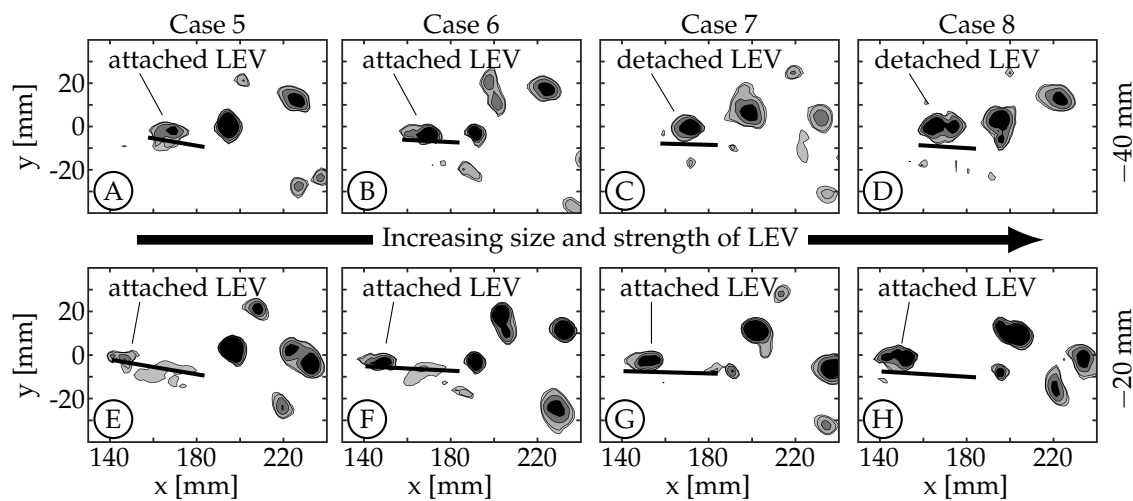 Case 5 Case 6 Case 7 Case 8
attached LEV attached LEV detached LEV detached LEV
20
0
-20
y [mm]
−40 mm
A B C D
Increasing size and strength of LEV
attached LEV attached LEV attached LEV attached LEV
20
0
-20
y [mm]
−20 mm
E F G H
140 180 220 140 180 220 140 180 220 140 180 220
x [mm] x [mm] x [mm] x [mm]